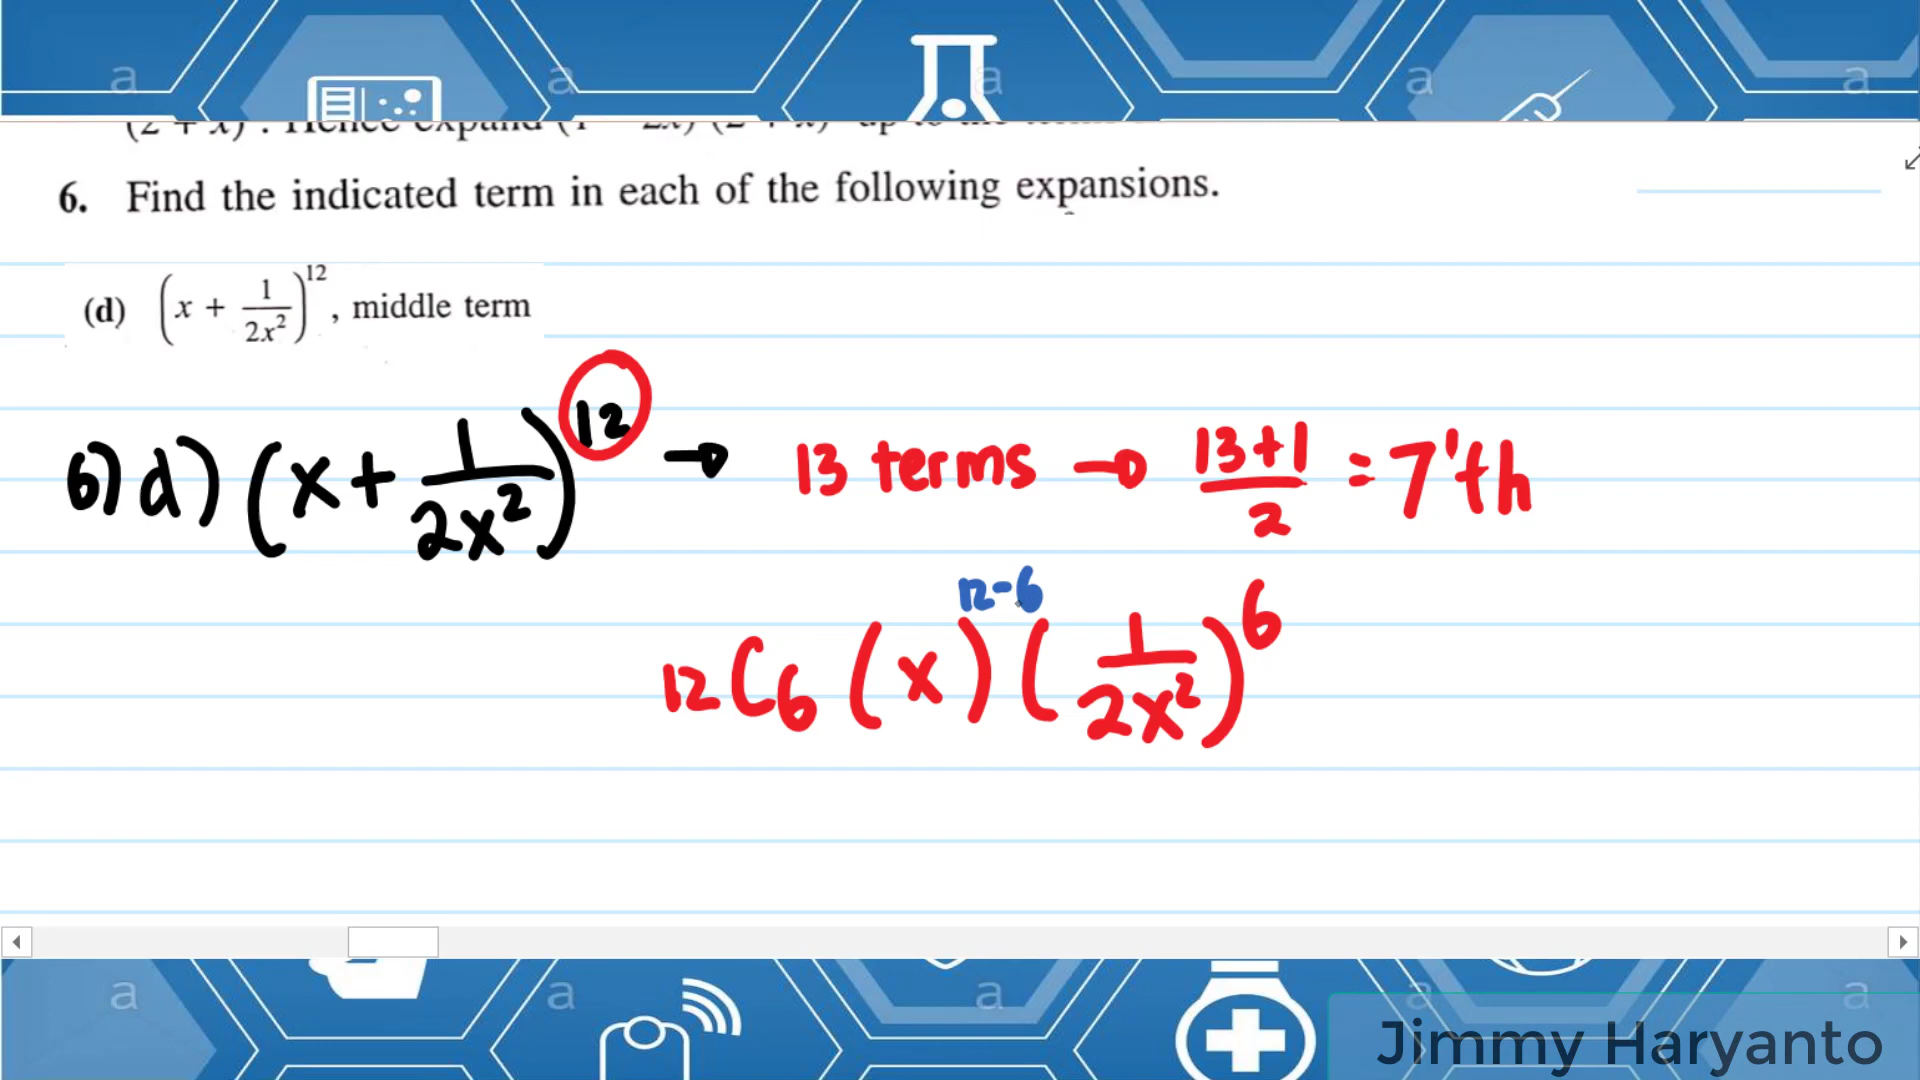 6. Find the indicated term in each of the following expansions.
(d) (x + 1/2x²)¹², middle term
6) d) (x + 1/2x²)¹² → 13 terms → 13+1/2 = 7'th
12C6 (x)¹²⁻⁶ (1/2x²)⁶
Jimmy Haryanto